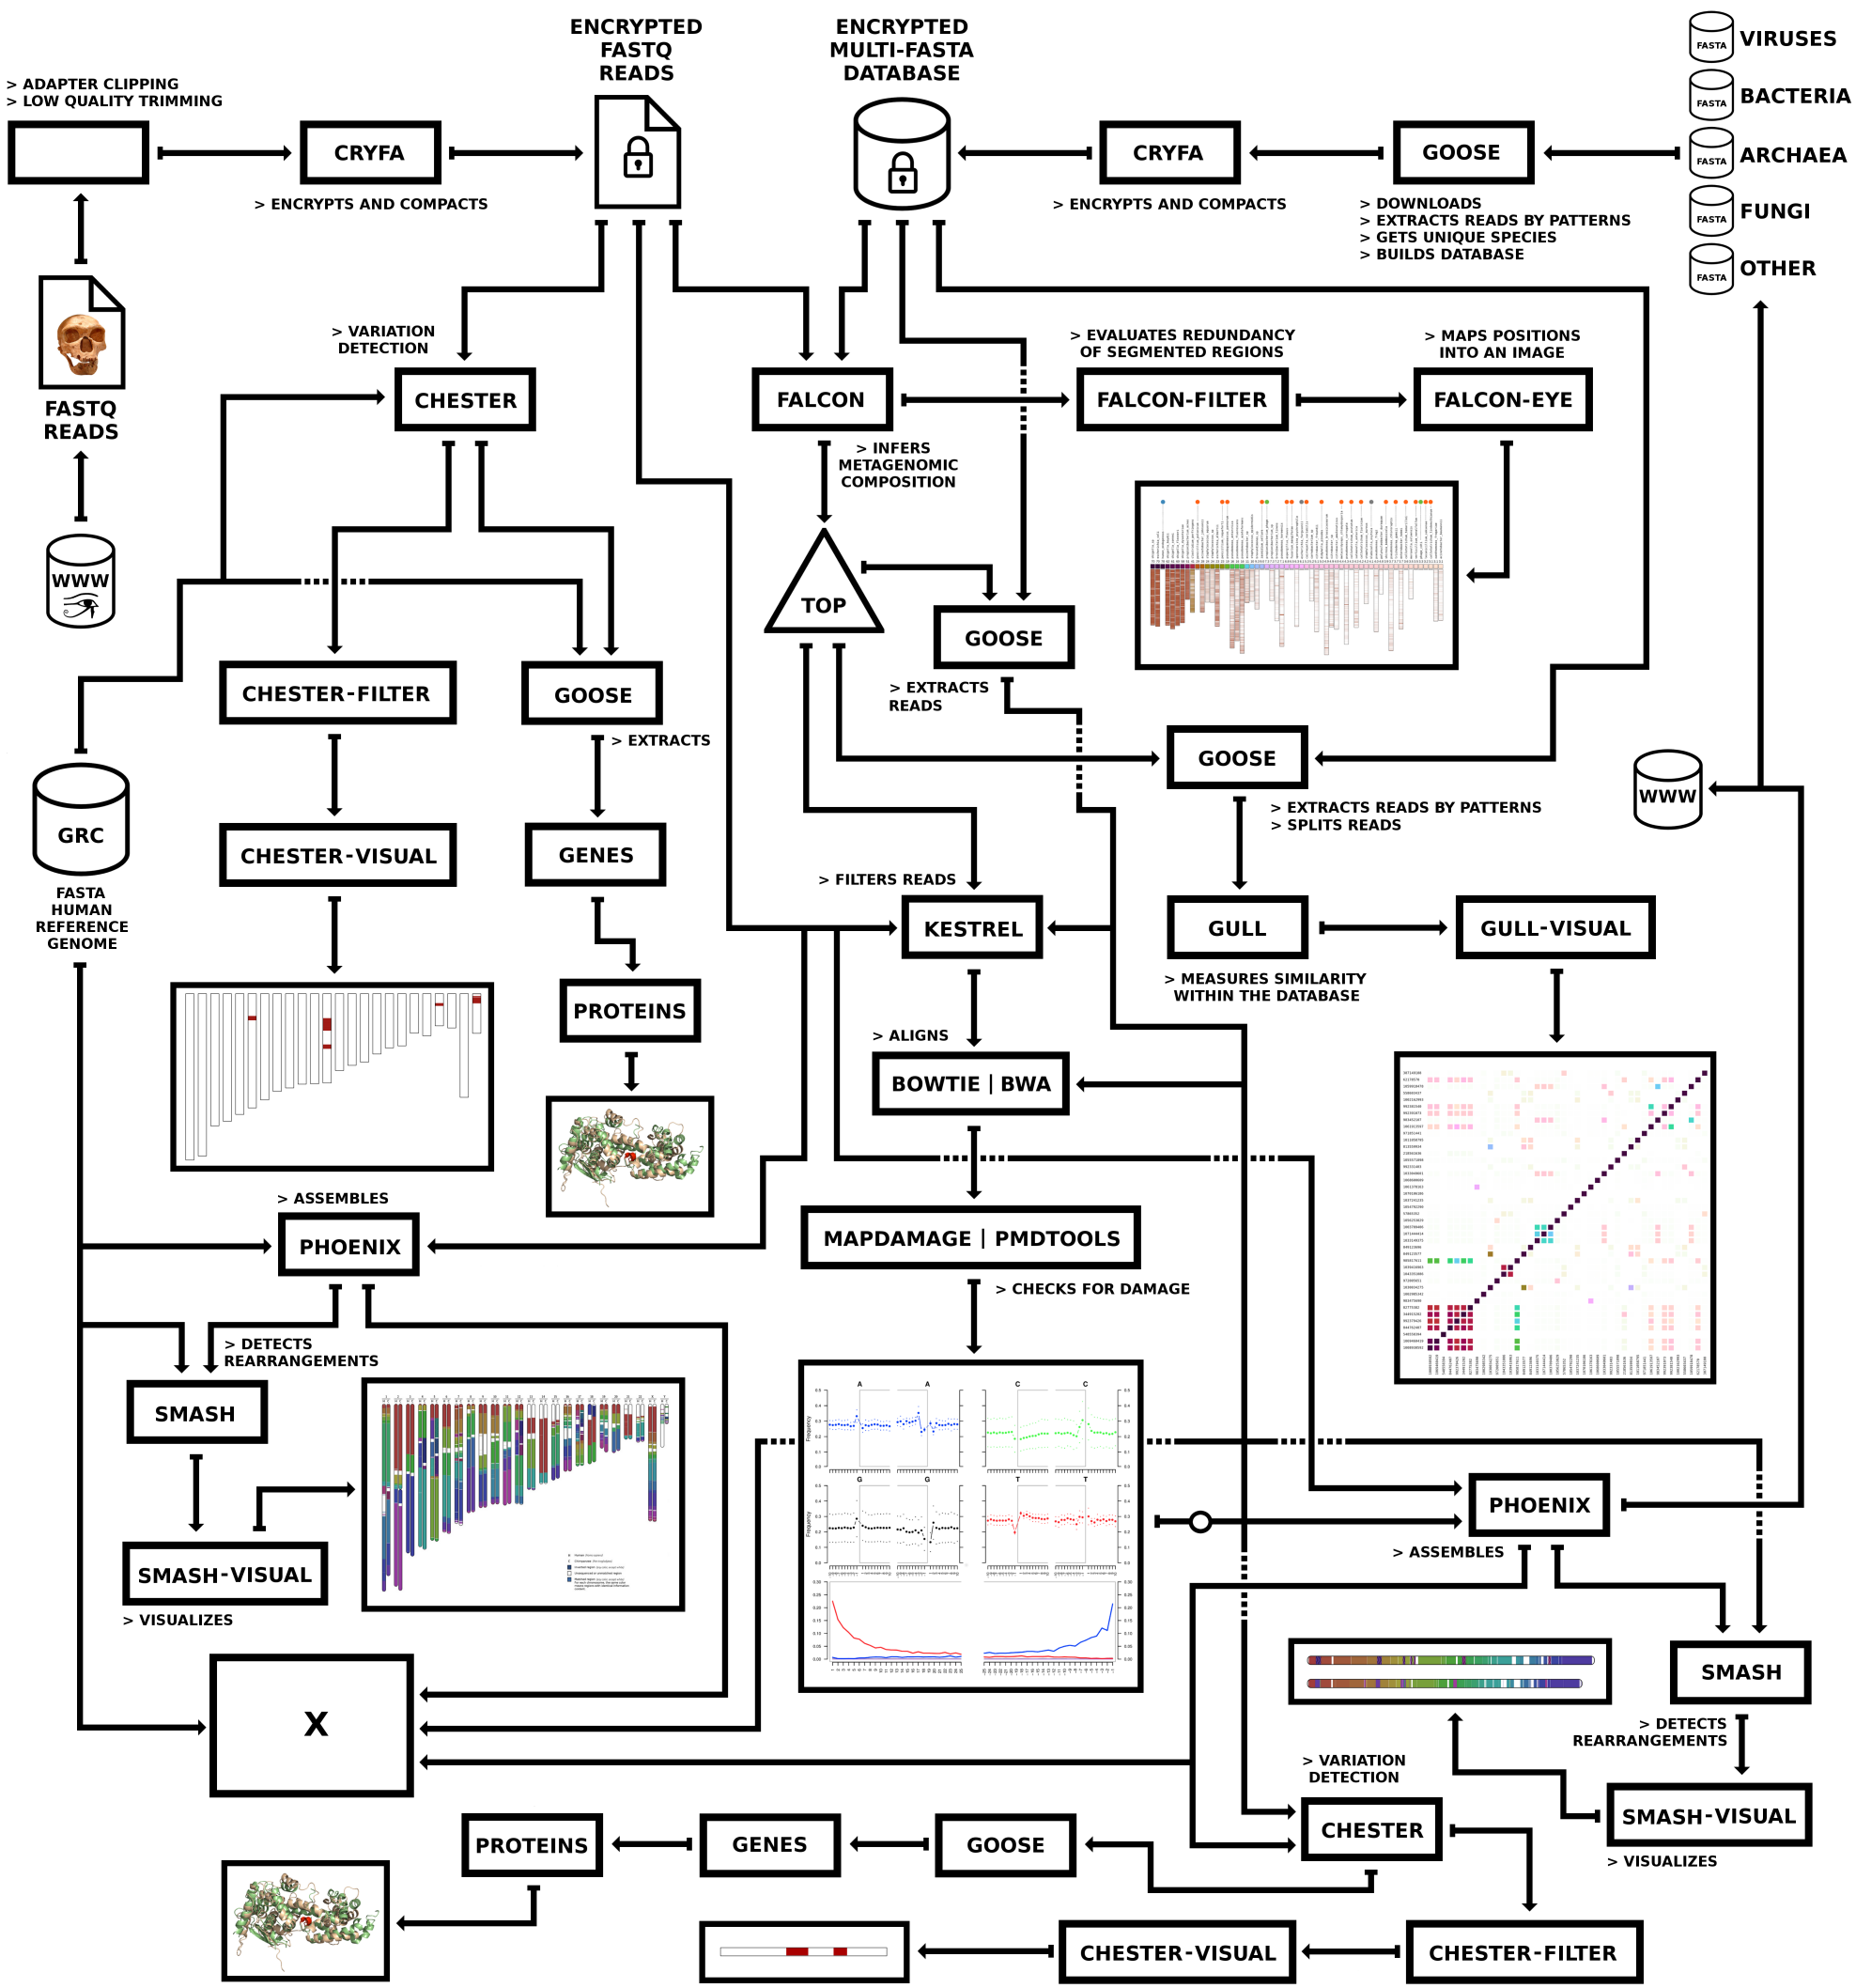 ENCRYPTED
FASTQ
READS
ENCRYPTED
MULTI-FASTA
DATABASE
FASTA
VIRUSES
FASTA
BACTERIA
FASTA
ARCHAEA
FASTA
FUNGI
FASTA
OTHER
> ADAPTER CLIPPING
> LOW QUALITY TRIMMING
CRYFA
> ENCRYPTS AND COMPACTS
CRYFA
> ENCRYPTS AND COMPACTS
GOOSE
> DOWNLOADS
> EXTRACTS READS BY PATTERNS
> GETS UNIQUE SPECIES
> BUILDS DATABASE
FASTQ
READS
WWW
> VARIATION
DETECTION
CHESTER
FALCON
> INFERS
METAGENOMIC
COMPOSITION
> EVALUATES REDUNDANCY
OF SEGMENTED REGIONS
FALCON-FILTER
> MAPS POSITIONS
INTO AN IMAGE
FALCON-EYE
TOP
GOOSE
> EXTRACTS
READS
CHESTER-FILTER
GOOSE
> EXTRACTS
GOOSE
> EXTRACTS READS BY PATTERNS
> SPLITS READS
WWW
GRC
FASTA
HUMAN
REFERENCE
GENOME
CHESTER-VISUAL
GENES
> FILTERS READS
KESTREL
GULL
> MEASURES SIMILARITY
WITHIN THE DATABASE
GULL-VISUAL
PROTEINS
> ALIGNS
BOWTIE | BWA
> ASSEMBLES
PHOENIX
MAPDAMAGE | PMDTOOLS
> CHECKS FOR DAMAGE
> DETECTS
REARRANGEMENTS
SMASH
SMASH-VISUAL
> VISUALIZES
A
A
C
C
Frequency
G
G
T
T
Frequency
PHOENIX
> ASSEMBLES
SMASH
> DETECTS
REARRANGEMENTS
SMASH-VISUAL
> VISUALIZES
X
> VARIATION
DETECTION
CHESTER
PROTEINS
GENES
GOOSE
CHESTER-VISUAL
CHESTER-FILTER